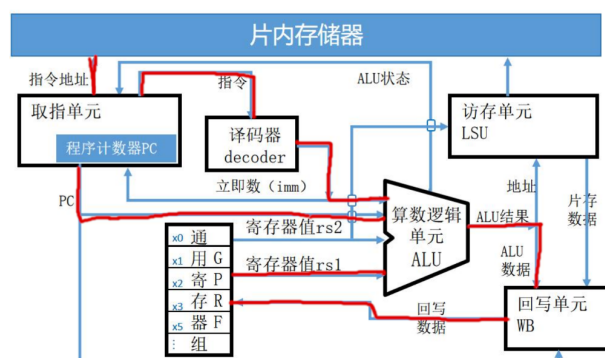 片内存储器
指令地址
指令
ALU状态
取指单元
程序计数器PC
译码器
decoder
访存单元
LSU
立即数（imm）
PC
地址
片存
数据
算数逻辑
单元
ALU
ALU结果
ALU
数据
寄存器值rs2
寄存器值rs1
x0 通
x1 用 G
x2 寄 P
x3 存 R
x5 器 F
⋮ 组
回写
数据
回写单元
WB